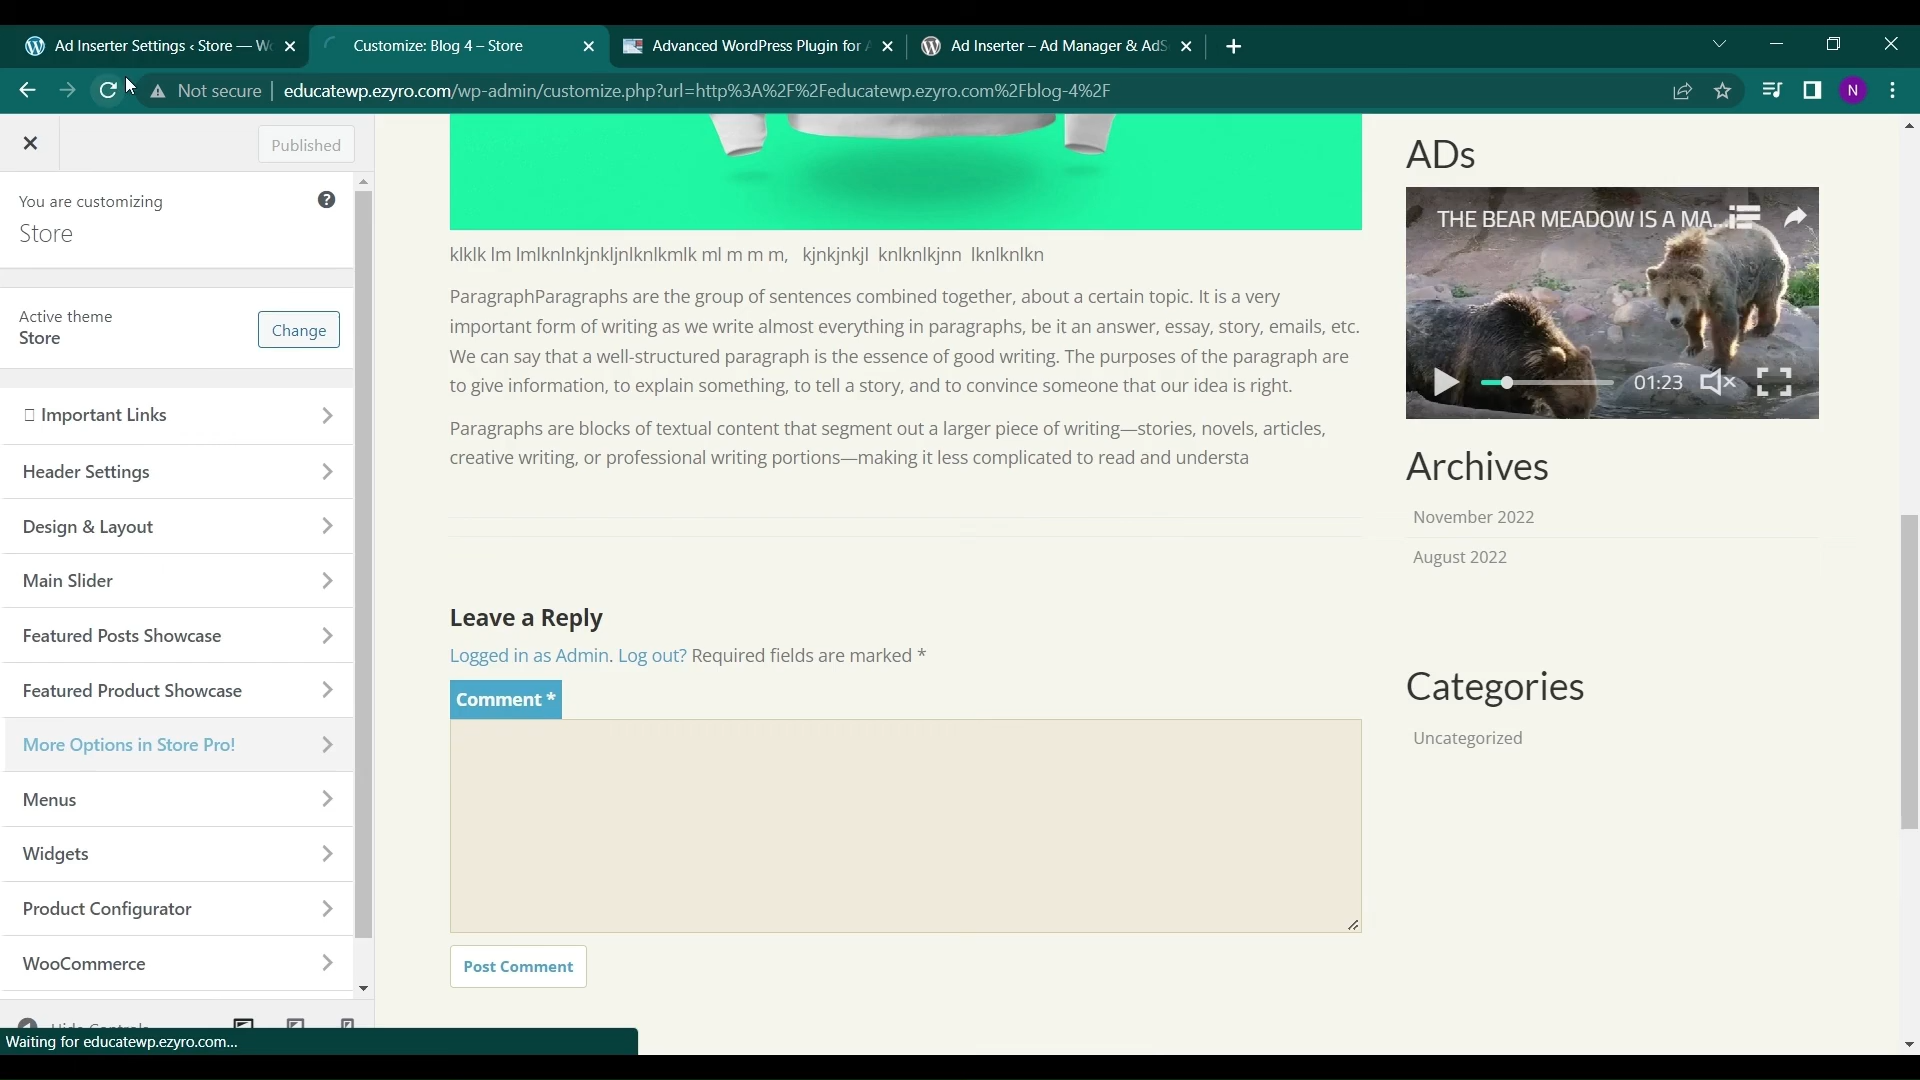 Ad Inserter Settings ‹ Store — Wo
Customize: Blog 4 – Store
Advanced WordPress Plugin for A
Ad Inserter – Ad Manager & AdS
Not secure
educatewp.ezyro.com/wp-admin/customize.php?url=http%3A%2F%2Feducatewp.ezyro.com%2Fblog-4%2F
N
Published
You are customizing
Store
Active theme
Store
Change
Important Links
Header Settings
Design & Layout
Main Slider
Featured Posts Showcase
Featured Product Showcase
More Options in Store Pro!
Menus
Widgets
Product Configurator
WooCommerce
Hide Controls
Waiting for educatewp.ezyro.com...
klklk lm lmlknlnkjnkljnlknlkmlk ml m m m, kjnkjnkjl knlknlkjnn lknlknlkn
ParagraphParagraphs are the group of sentences combined together, about a certain topic. It is a very
important form of writing as we write almost everything in paragraphs, be it an answer, essay, story, emails, etc.
We can say that a well-structured paragraph is the essence of good writing. The purposes of the paragraph are
to give information, to explain something, to tell a story, and to convince someone that our idea is right.
Paragraphs are blocks of textual content that segment out a larger piece of writing—stories, novels, articles,
creative writing, or professional writing portions—making it less complicated to read and understa
Leave a Reply
Logged in as Admin. Log out? Required fields are marked *
Comment *
Post Comment
ADs
THE BEAR MEADOW IS A MA...
01:23
Archives
November 2022
August 2022
Categories
Uncategorized